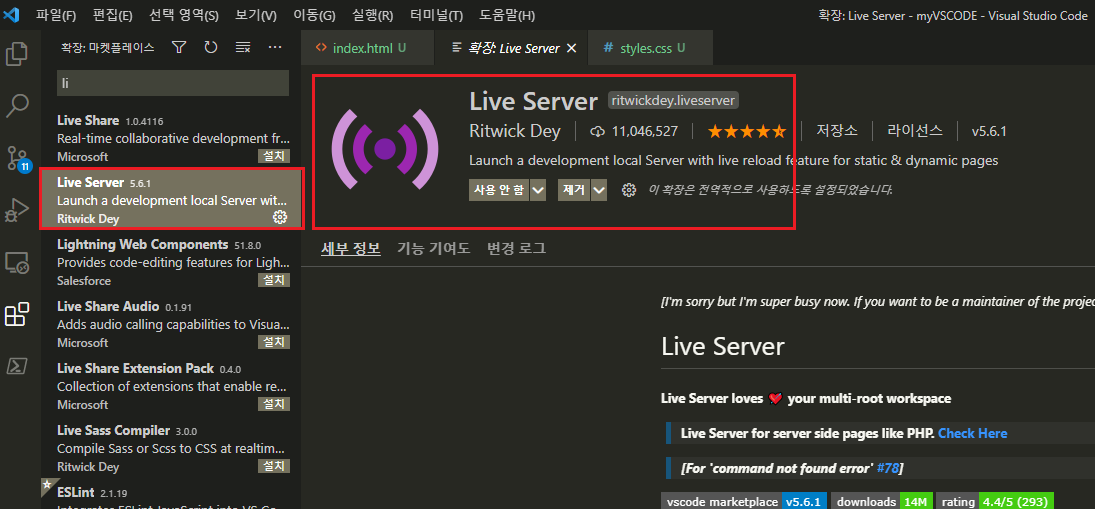 파일(F) 편집(E) 선택 영역(S) 보기(V) 이동(G) 실행(R) 터미널(T) 도움말(H)
확장: Live Server - myVSCODE - Visual Studio Code
확장: 마켓플레이스
index.html U
확장: Live Server
styles.css U
li
Live Share 1.0.4116
Real-time collaborative development fr...
Microsoft 설치
Live Server 5.6.1
Launch a development local Server wit...
Ritwick Dey
Lightning Web Components 51.8.0
Provides code-editing features for Ligh...
Salesforce 설치
Live Share Audio 0.1.91
Adds audio calling capabilities to Visua...
Microsoft 설치
Live Share Extension Pack 0.4.0
Collection of extensions that enable re...
Microsoft 설치
Live Sass Compiler 3.0.0
Compile Sass or Scss to CSS at realtim...
Ritwick Dey 설치
ESLint 2.1.19
Integrates ESLint JavaScript into VS Co...
11
Live Server ritwickdey.liveserver
Ritwick Dey 11,046,527 저장소 라이선스 v5.6.1
Launch a development local Server with live reload feature for static & dynamic pages
사용 안 함 제거 이 확장은 전역적으로 사용하도록 설정되었습니다.
세부 정보 기능 기여도 변경 로그
[I'm sorry but I'm super busy now. If you want to be a maintainer of the projec
Live Server
Live Server loves your multi-root workspace
Live Server for server side pages like PHP. Check Here
[For 'command not found error' #78]
vscode marketplace v5.6.1 downloads 14M rating 4.4/5 (293)